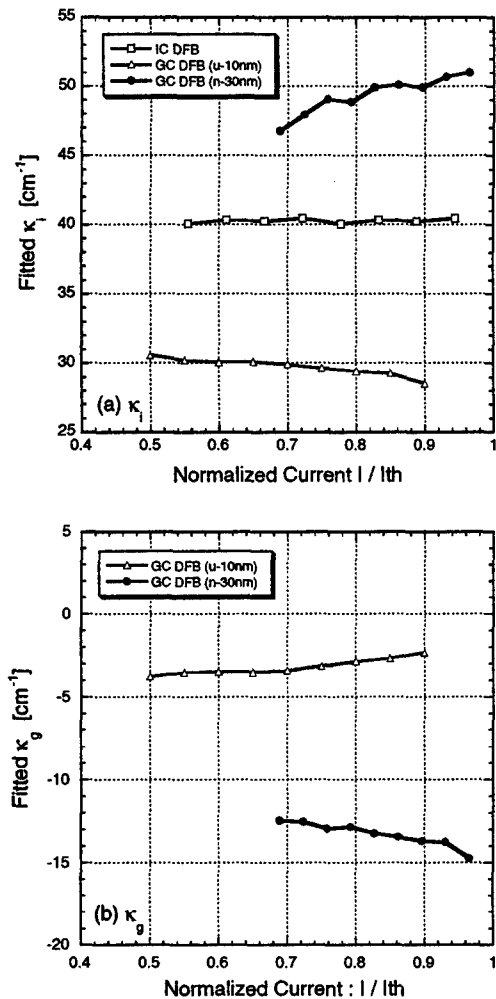 55
50
45
40
35
30
25
Fitted κi [cm-1]
IC DFB
GC DFB (u-10nm)
GC DFB (n-30nm)
(a) κi
0.4 0.5 0.6 0.7 0.8 0.9 1
Normalized Current I / Ith
5
0
-5
-10
-15
-20
Fitted κg [cm-1]
GC DFB (u-10nm)
GC DFB (n-30nm)
(b) κg
0.4 0.5 0.6 0.7 0.8 0.9 1
Normalized Current : I / Ith